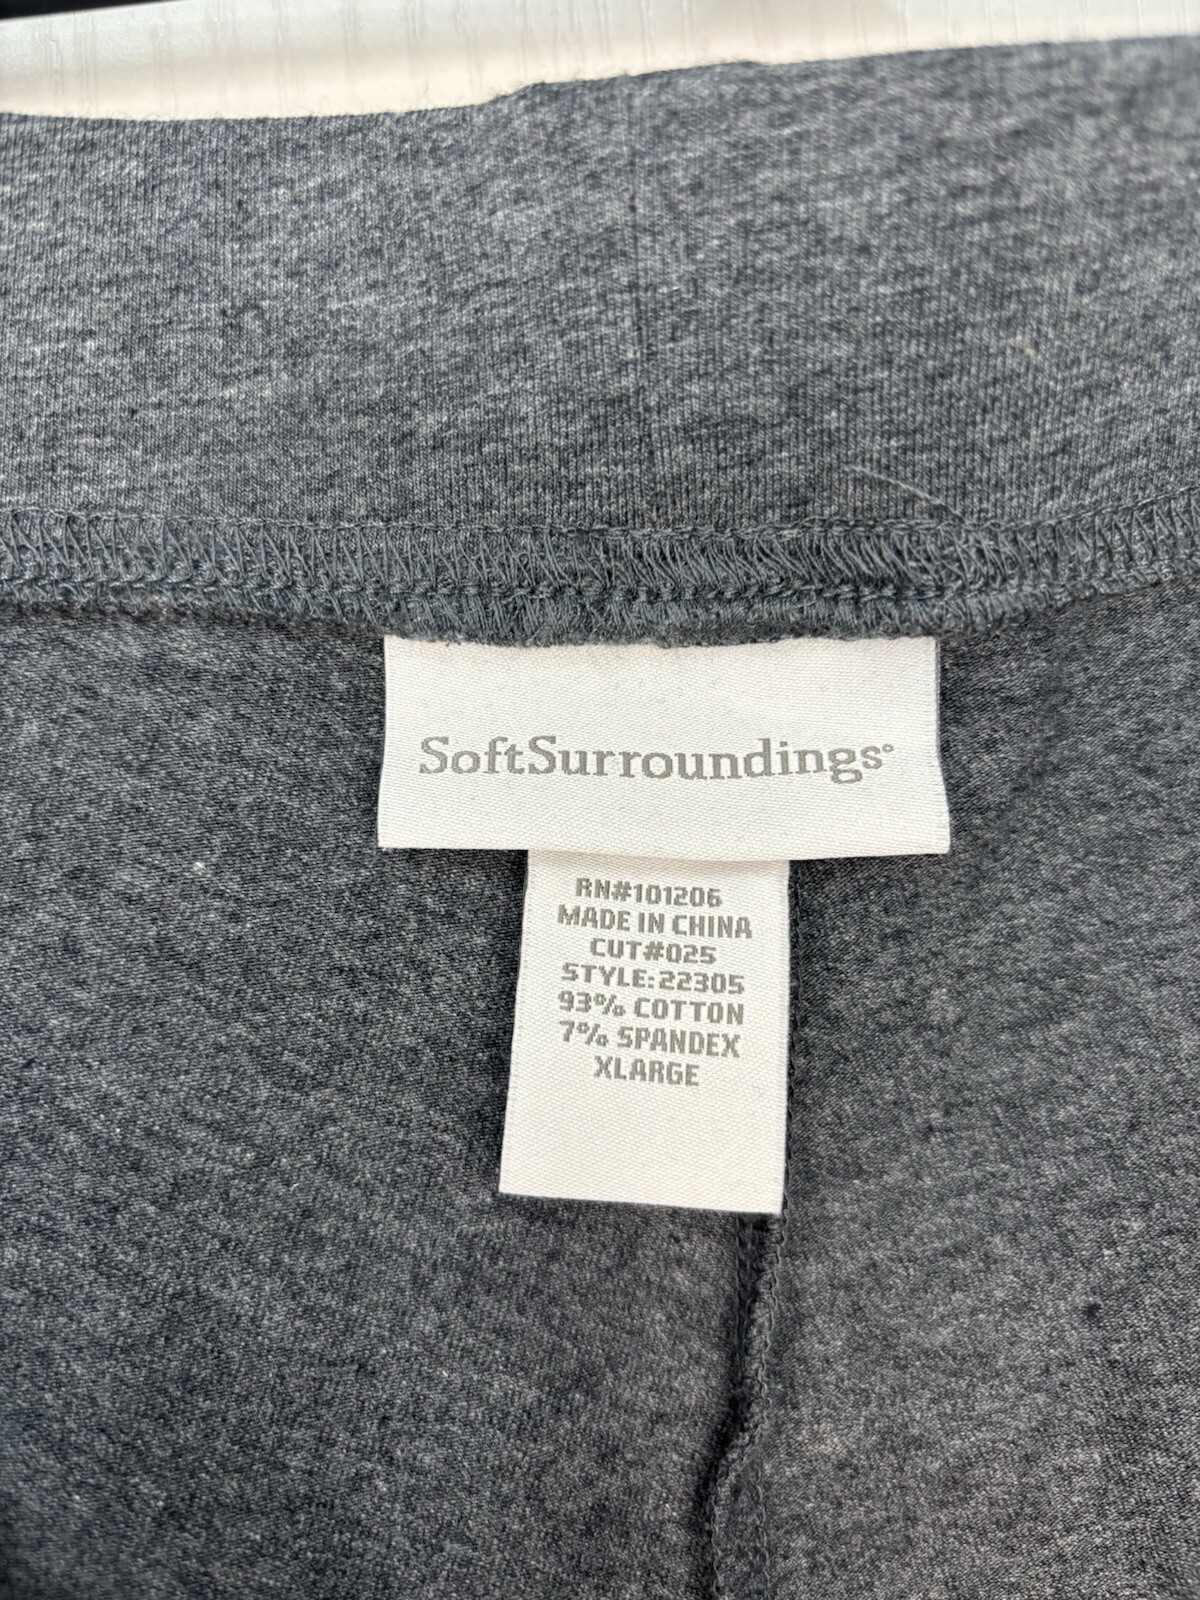 SoftSurroundings®
RN#101206
MADE IN CHINA
CUT#025
STYLE:22305
93% COTTON
7% SPANDEX
XLARGE